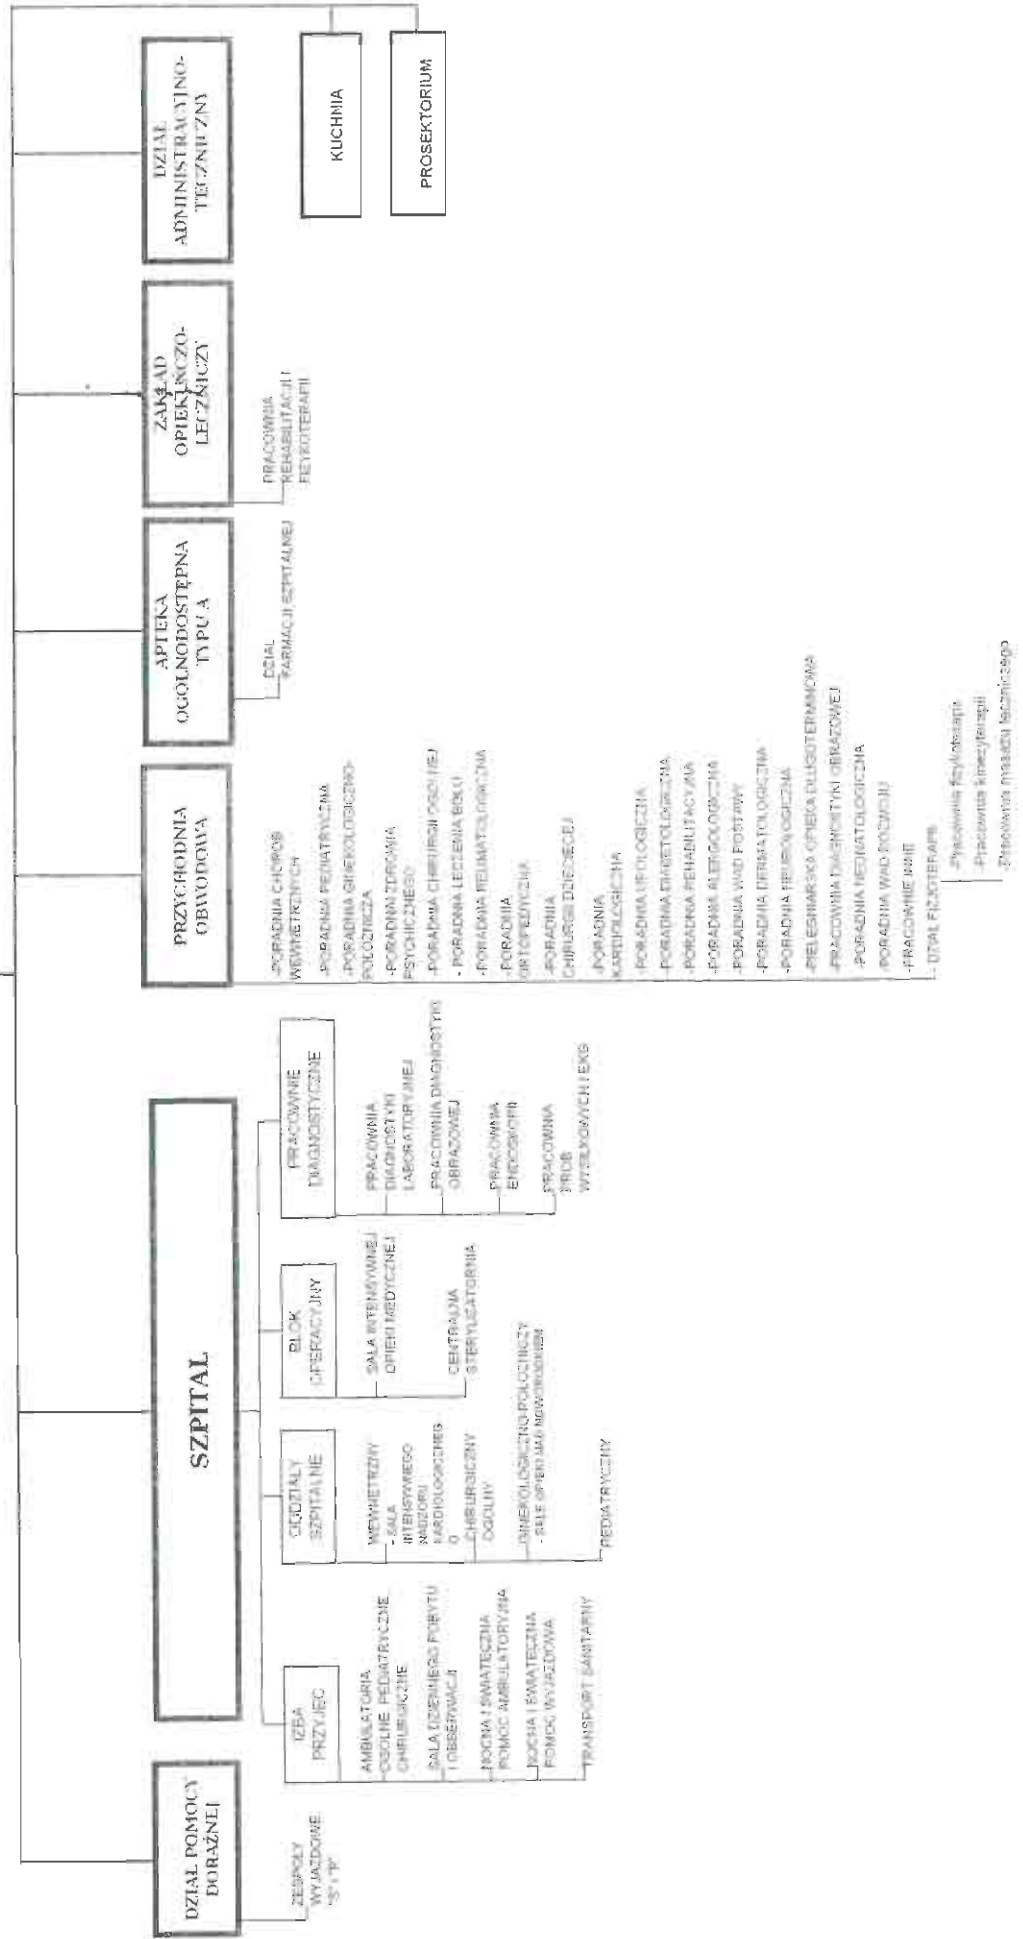 DZIAŁ POMOCY
DORAŹNEJ
ZESPOŁY
WYJAZDOWE
"S" i "R"
SZPITAL
IZBA
PRZYJĘĆ
AMBULATORIA
OGÓLNE PEDIATRYCZNE
CHIRURGICZNE
SALA DZIENNEGO POBYTU
I OBSERWACJI
NOCNA I ŚWIĄTECZNA
POMOC AMBULATORYJNA
NOCNA I ŚWIĄTECZNA
POMOC WYJAZDOWA
TRANSPORT SANITARNY
ODDZIAŁY
SZPITALNE
WEWNĘTRZNY
- SALA
INTENSYWNEGO
NADZORU
KARDIOLOGICZNEG
O
CHIRURGICZNY
OGÓLNY
GINEKOLOGICZNO-POŁOŻNICZY
- SALE OPIEKI NAD NOWORODKIEM
PEDIATRYCZNY
BLOK
OPERACYJNY
SALA INTENSYWNEJ
OPIEKI MEDYCZNEJ
CENTRALNA
STERYLIZATORNIA
PRACOWNIE
DIAGNOSTYCZNE
PRACOWNIA
DIAGNOSTYKI
LABORATORYJNEJ
PRACOWNIA DIAGNOSTYKI
OBRAZOWEJ
PRACOWNIA
ENDOSKOPII
PRACOWNIA
PRÓB
WYSIŁKOWYCH I EKG
PRZYCHODNIA
OBWODOWA
-PORADNIA CHORÓB
WEWNĘTRZNYCH
-PORADNIA PEDIATRYCZNA
-PORADNIA GINEKOLOGICZNO-
POŁOŻNICZA
-PORADNIA ZDROWIA
PSYCHICZNEGO
-PORADNIA CHIRURGII OGÓLNEJ
- PORADNIA LECZENIA BÓLU
-PORADNIA REUMATOLOGICZNA
-PORADNIA
ORTOPEDYCZNA
-PORADNIA
CHIRURGII DZIECIĘCEJ
-PORADNIA
KARDIOLOGICZNA
-PORADNIA UROLOGICZNA
-PORADNIA DIABETOLOGICZNA
-PORADNIA REHABILITACYJNA
-PORADNIA ALERGOLOGICZNA
-PORADNIA WAD POSTAWY
-PORADNIA DERMATOLOGICZNA
-PORADNIA NEUROLOGICZNA
-PIELĘGNIARSKA OPIEKA DŁUGOTERMINOWA
-PRACOWNIA DIAGNOSTYKI OBRAZOWEJ
-PORADNIA NEONATOLOGICZNA
-PORADNIA WAD ROZWOJU
-PRACOWNIE INNE
- DZIAŁ FIZJOTERAPII
-Pracownia fizykoterapii
-Pracownia kinezyterapii
-Pracownia masażu leczniczego
APTEKA
OGÓLNODOSTĘPNA
TYPU A
DZIAŁ
FARMACJI SZPITALNEJ
ZAKŁAD
OPIEKUŃCZO-
LECZNICZY
PRACOWNIA
REHABILITACJI I
FIZYKOTERAPII
DZIAŁ
ADMINISTRACYJNO-
TECZNICZNY
KUCHNIA
PROSEKTORIUM